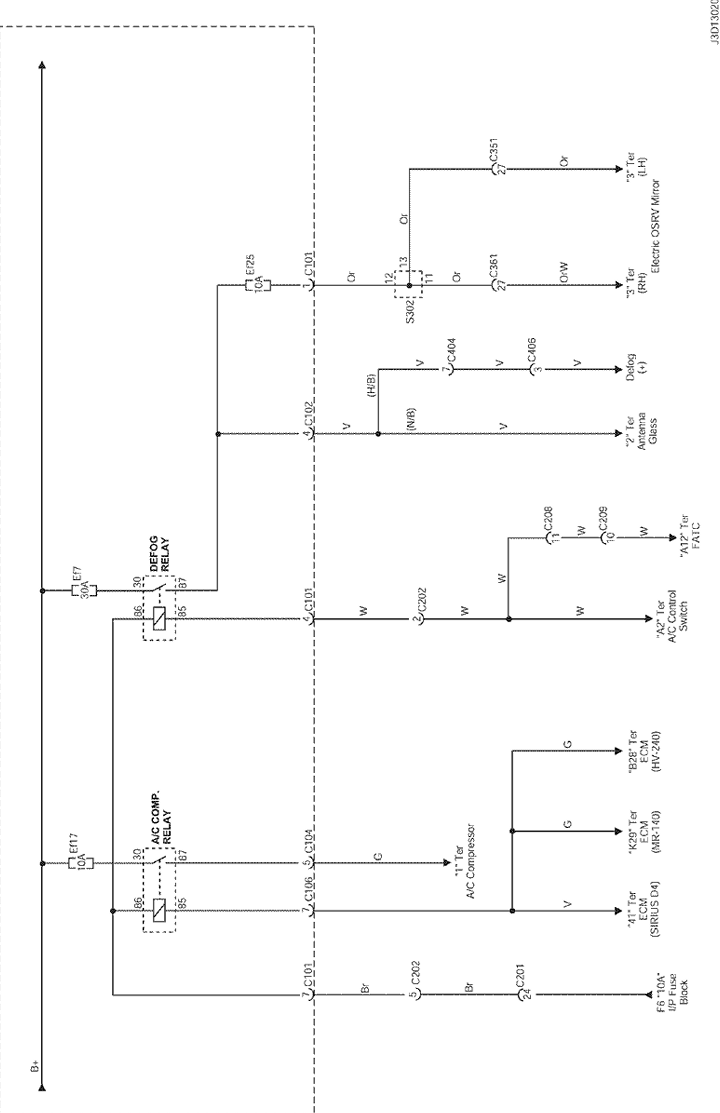 J3D13020
B+
Ef17
10A
Ef7
30A
Ef25
10A
A/C COMP.
RELAY
30
87
86
85
DEFOG
RELAY
30
87
86
85
7 C101
7 C106
5 C104
4 C101
4 C102
1 C101
Br
5 C202
Br
24 C201
F6 "10A"
I/P Fuse
Block
V
"41" Ter
ECM
(SIRIUS D4)
G
"K29" Ter
ECM
(MR-140)
G
"B28" Ter
ECM
(HV-240)
G
"1" Ter
A/C Compressor
W
2 C202
W
W
"A2" Ter
A/C Control
Switch
W
11 C208
W
10 C209
W
"A12" Ter
FATC
V
(N/B)
V
"2" Ter
Antenna
Glass
(H/B)
7 C404
V
V
3 C406
V
Defog
(+)
Or
12
13
11
S302
Or
27 C361
Or/W
"3" Ter
(RH)
Or
27 C351
Or
"3" Ter
(LH)
Electric OSRV Mirror